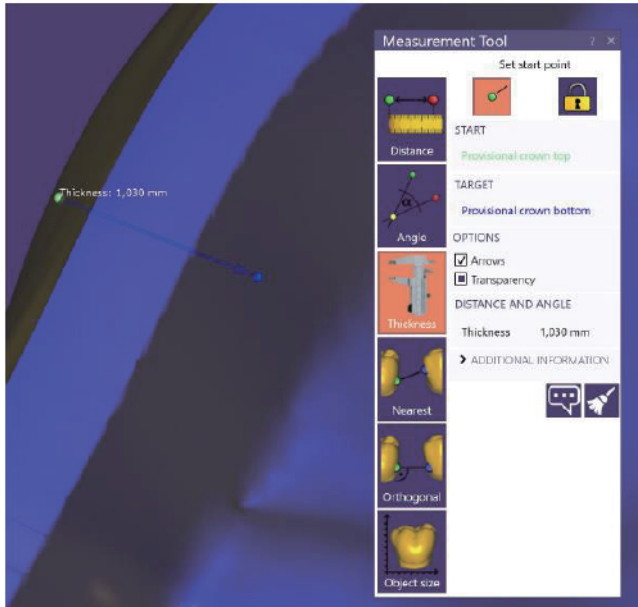 Measurement Tool ? ×
Set start point
Distance
START
Provisional crown top
TARGET
Provisional crown bottom
Thickness: 1,030 mm
α
Angle
OPTIONS
Arrows
Transparency
DISTANCE AND ANGLE
Thickness
Thickness 1,030 mm
> ADDITIONAL INFORMATION
Nearest
Orthogonal
Object size